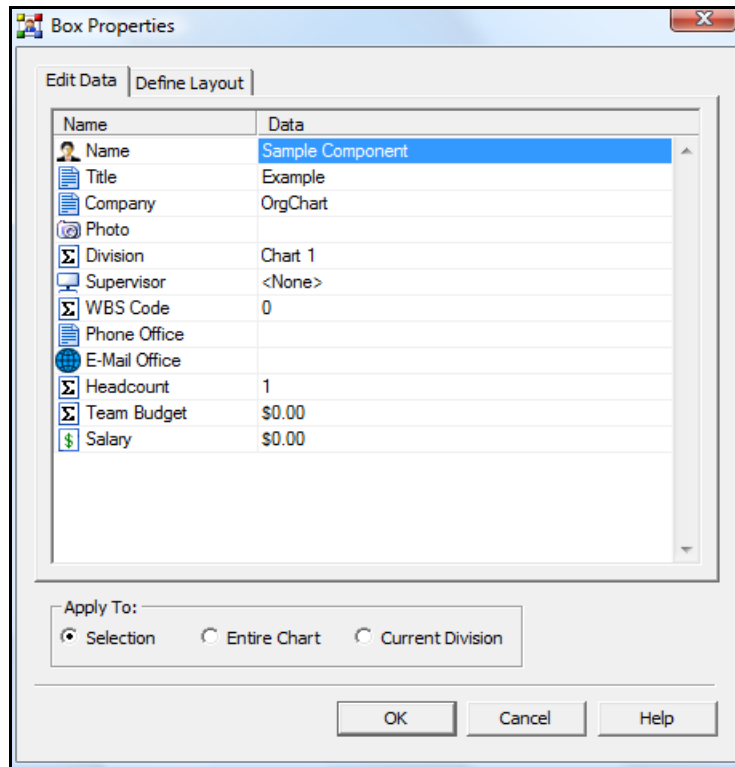 Box Properties
Edit Data Define Layout
Name Data
Name Sample Component
Title Example
Company OrgChart
Photo
Σ Division Chart 1
Supervisor <None>
Σ WBS Code 0
Phone Office
E-Mail Office
Σ Headcount 1
Σ Team Budget $0.00
$ Salary $0.00
Apply To:
Selection Entire Chart Current Division
OK Cancel Help